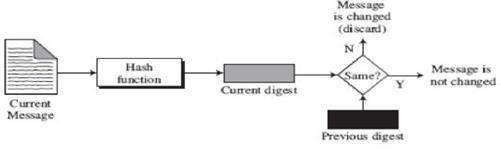 Message
is changed
(discard)
N
Hash
function
Same?
Y
Message is
not changed
Current digest
Current
Message
Previous digest